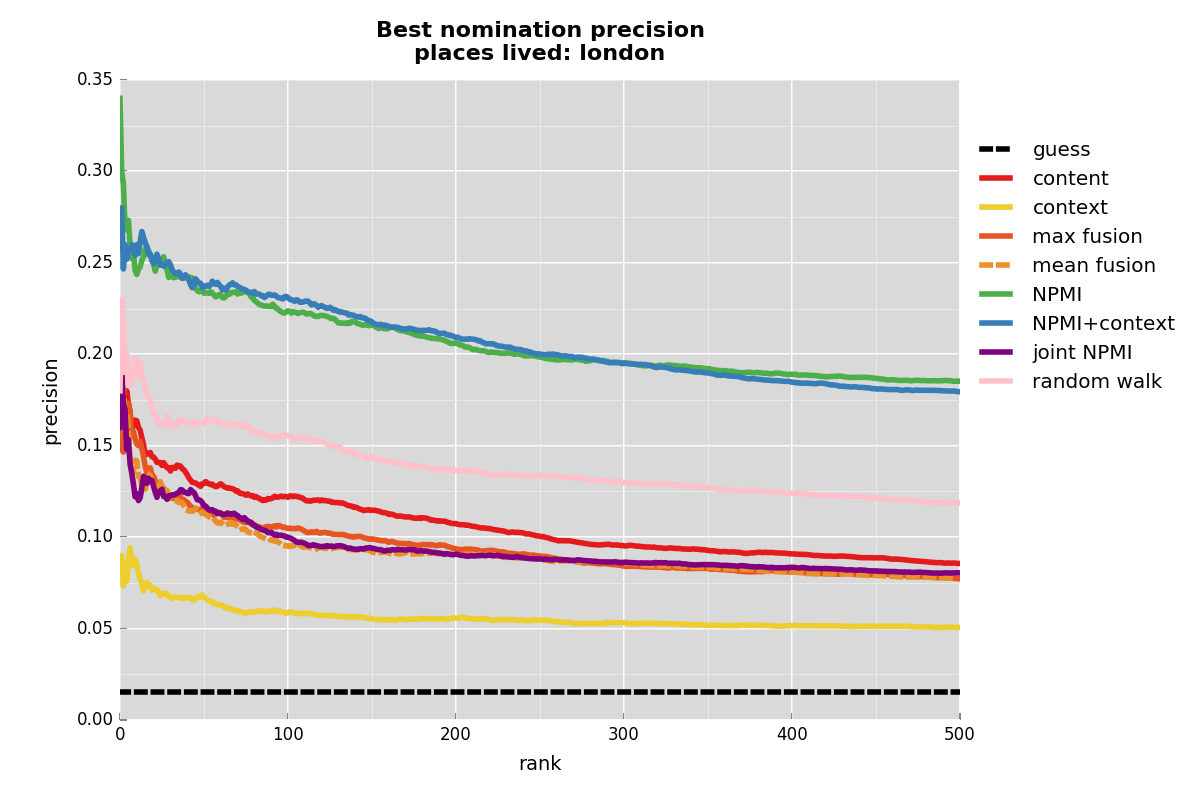 Best nomination precision
places lived: london
precision
0.35
0.30
0.25
0.20
0.15
0.10
0.05
0.00
0 100 200 300 400 500
rank
guess
content
context
max fusion
mean fusion
NPMI
NPMI+context
joint NPMI
random walk